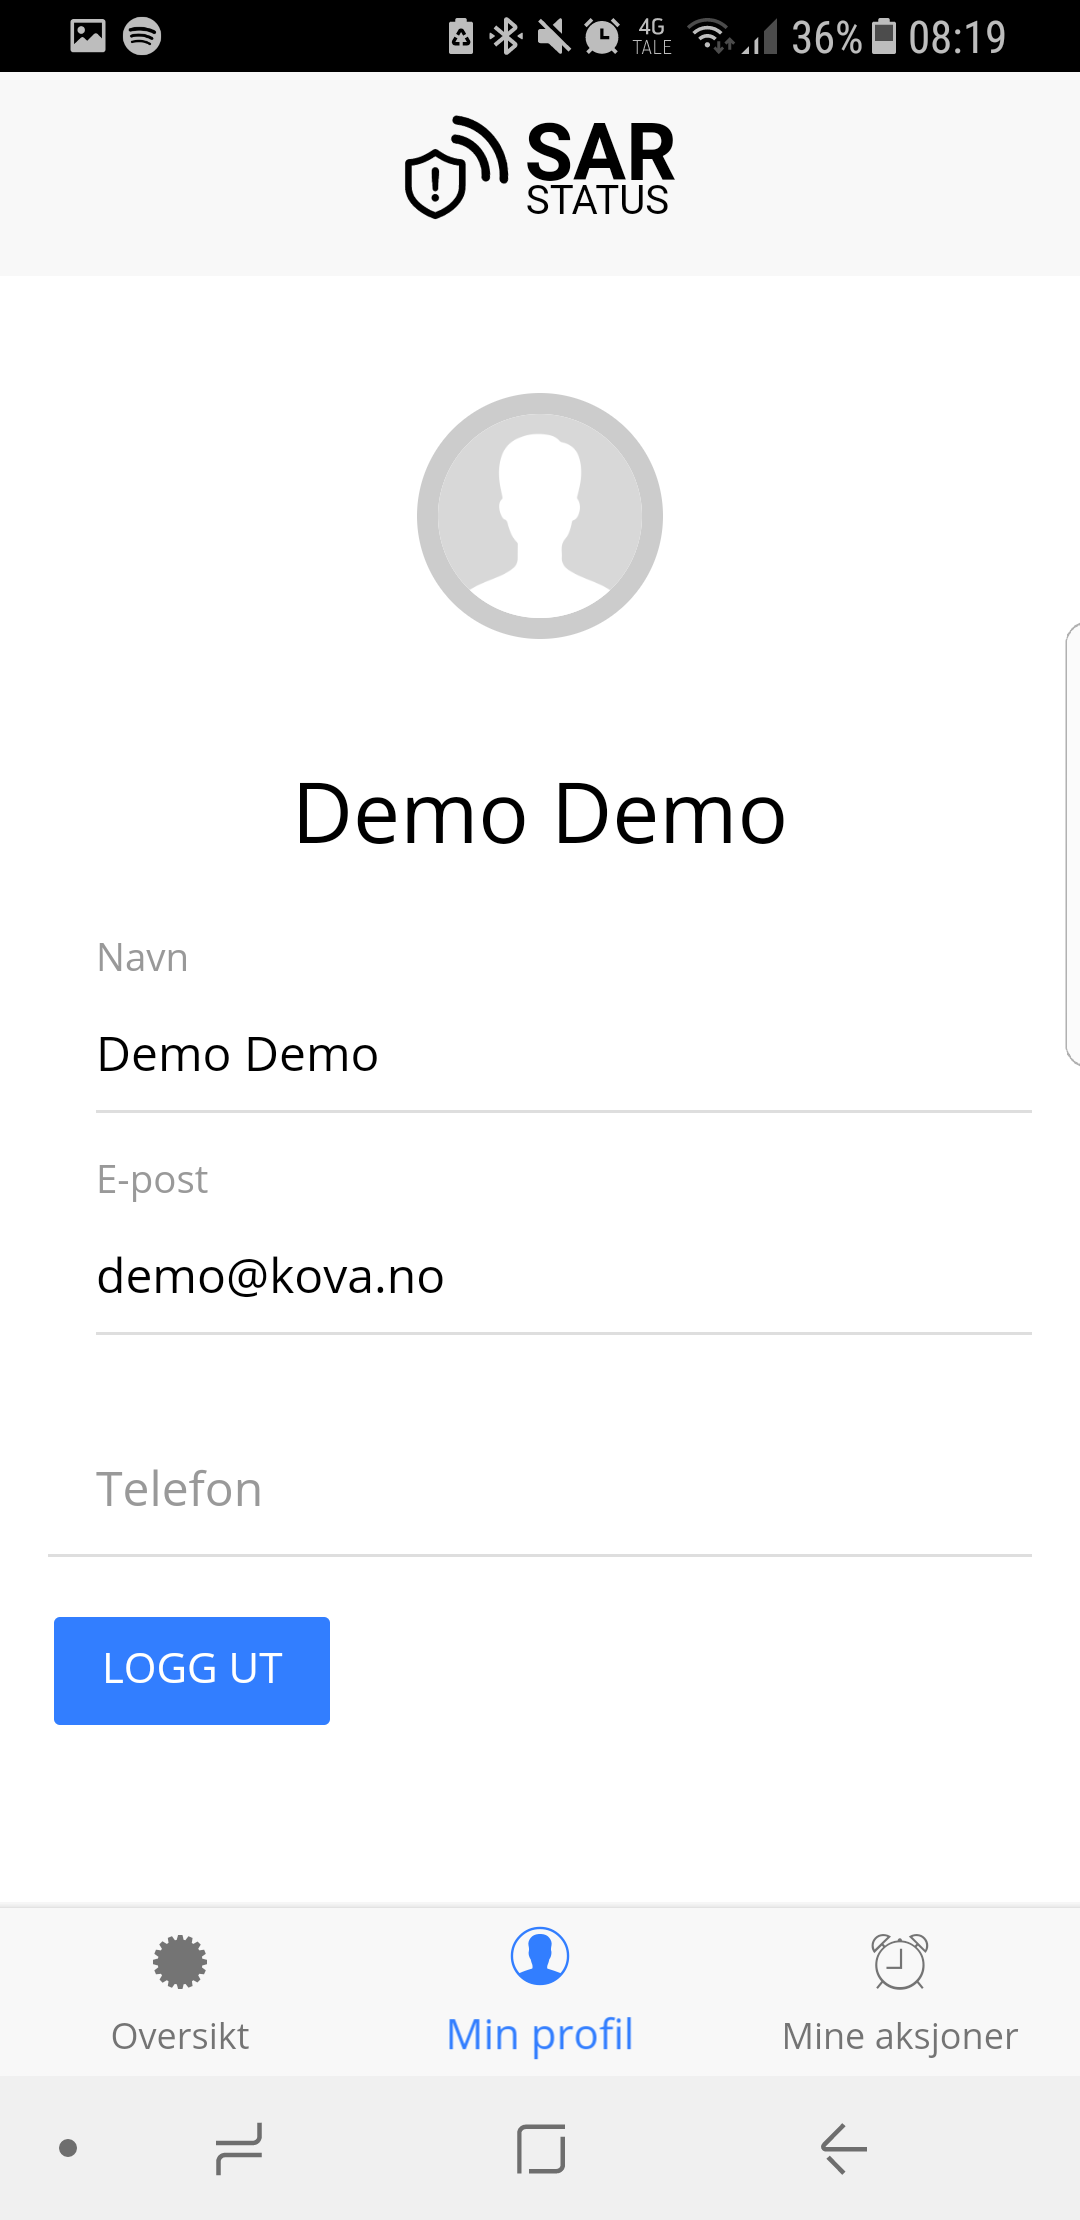 4G
TALE
36%
08:19
SAR
STATUS
Demo Demo
Navn
Demo Demo
E-post
demo@kova.no
Telefon
LOGG UT
Oversikt
Min profil
Mine aksjoner